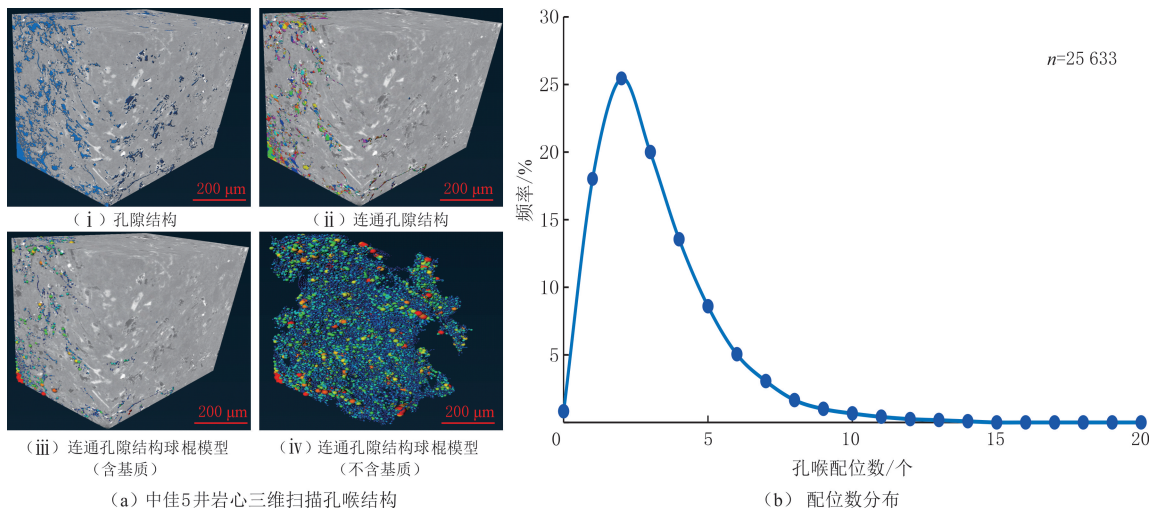 200 μm
200 μm
(ⅰ)孔隙结构
(ⅱ)连通孔隙结构
200 μm
200 μm
(ⅲ)连通孔隙结构球棍模型
(含基质)
(ⅳ)连通孔隙结构球棍模型
(不含基质)
(a)中佳5井岩心三维扫描孔喉结构
30
25
20
15
10
5
频率/%
n=25 633
0
5
10
15
20
孔喉配位数/个
(b) 配位数分布